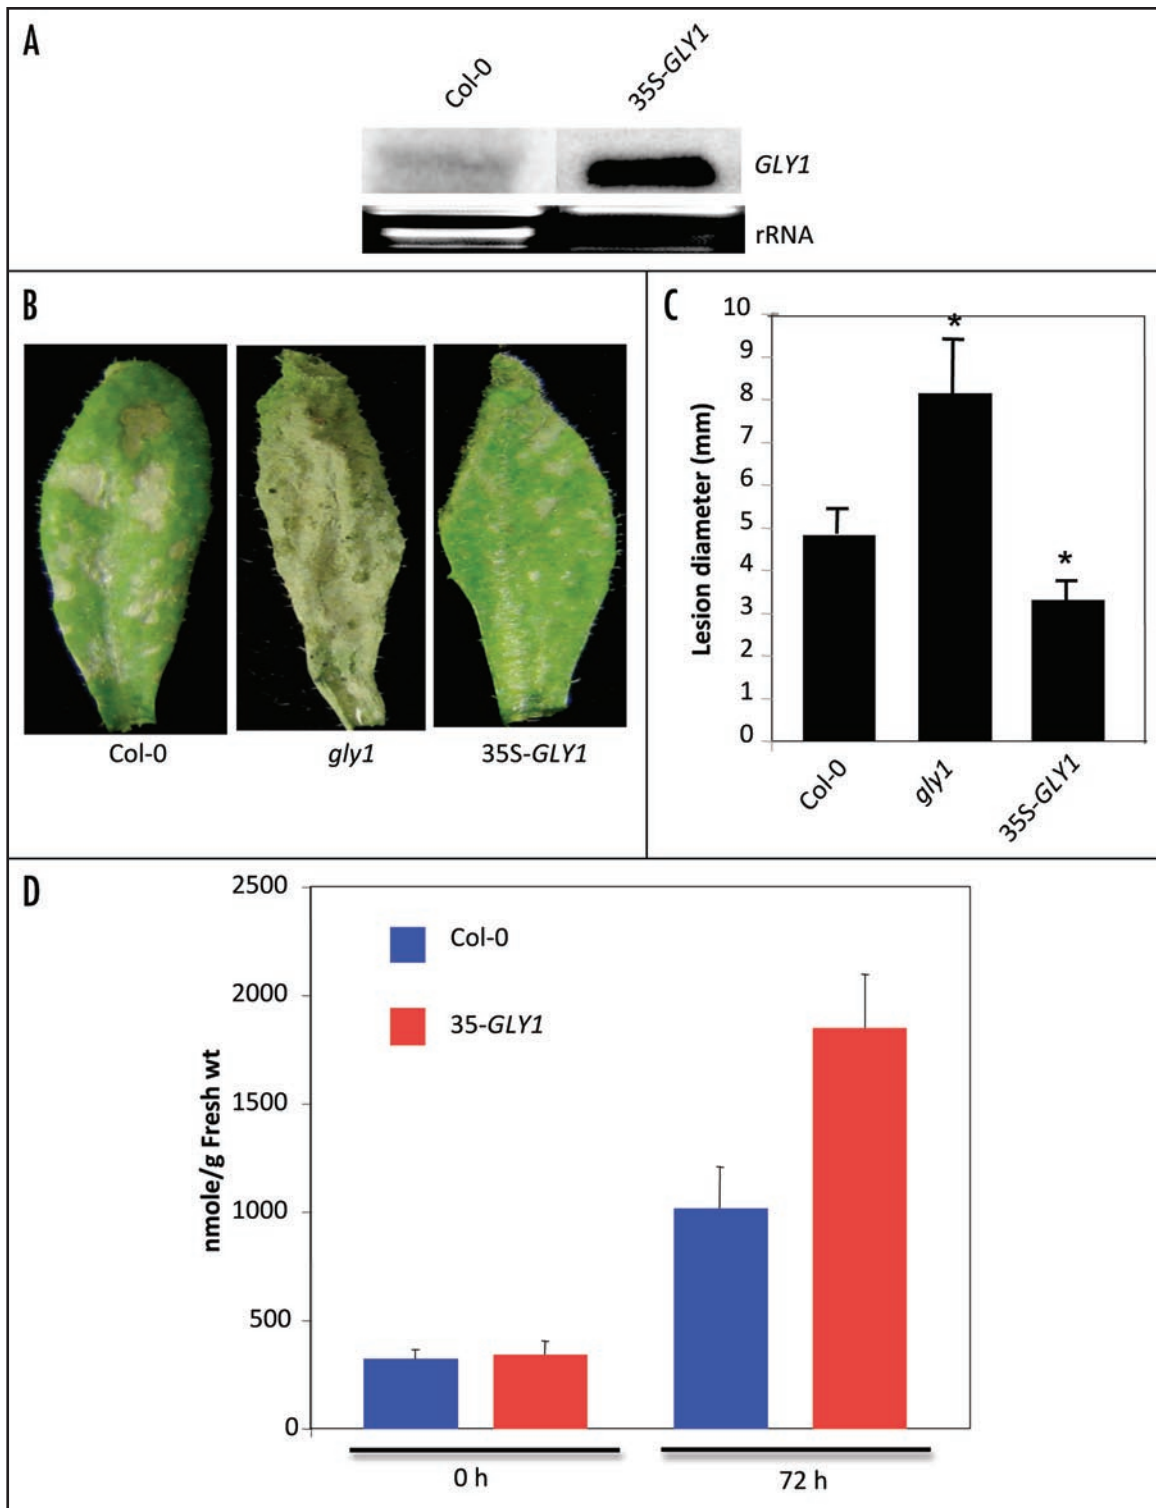 A
Col-0
35S-GLY1
GLY1
rRNA
B
Col-0
gly1
35S-GLY1
C
10
9
8
7
6
5
4
3
2
1
0
Lesion diameter (mm)
*
*
Col-0
gly1
35S-GLY1
D
2500
2000
1500
1000
500
0
nmole/g Fresh wt
Col-0
35-GLY1
0 h
72 h